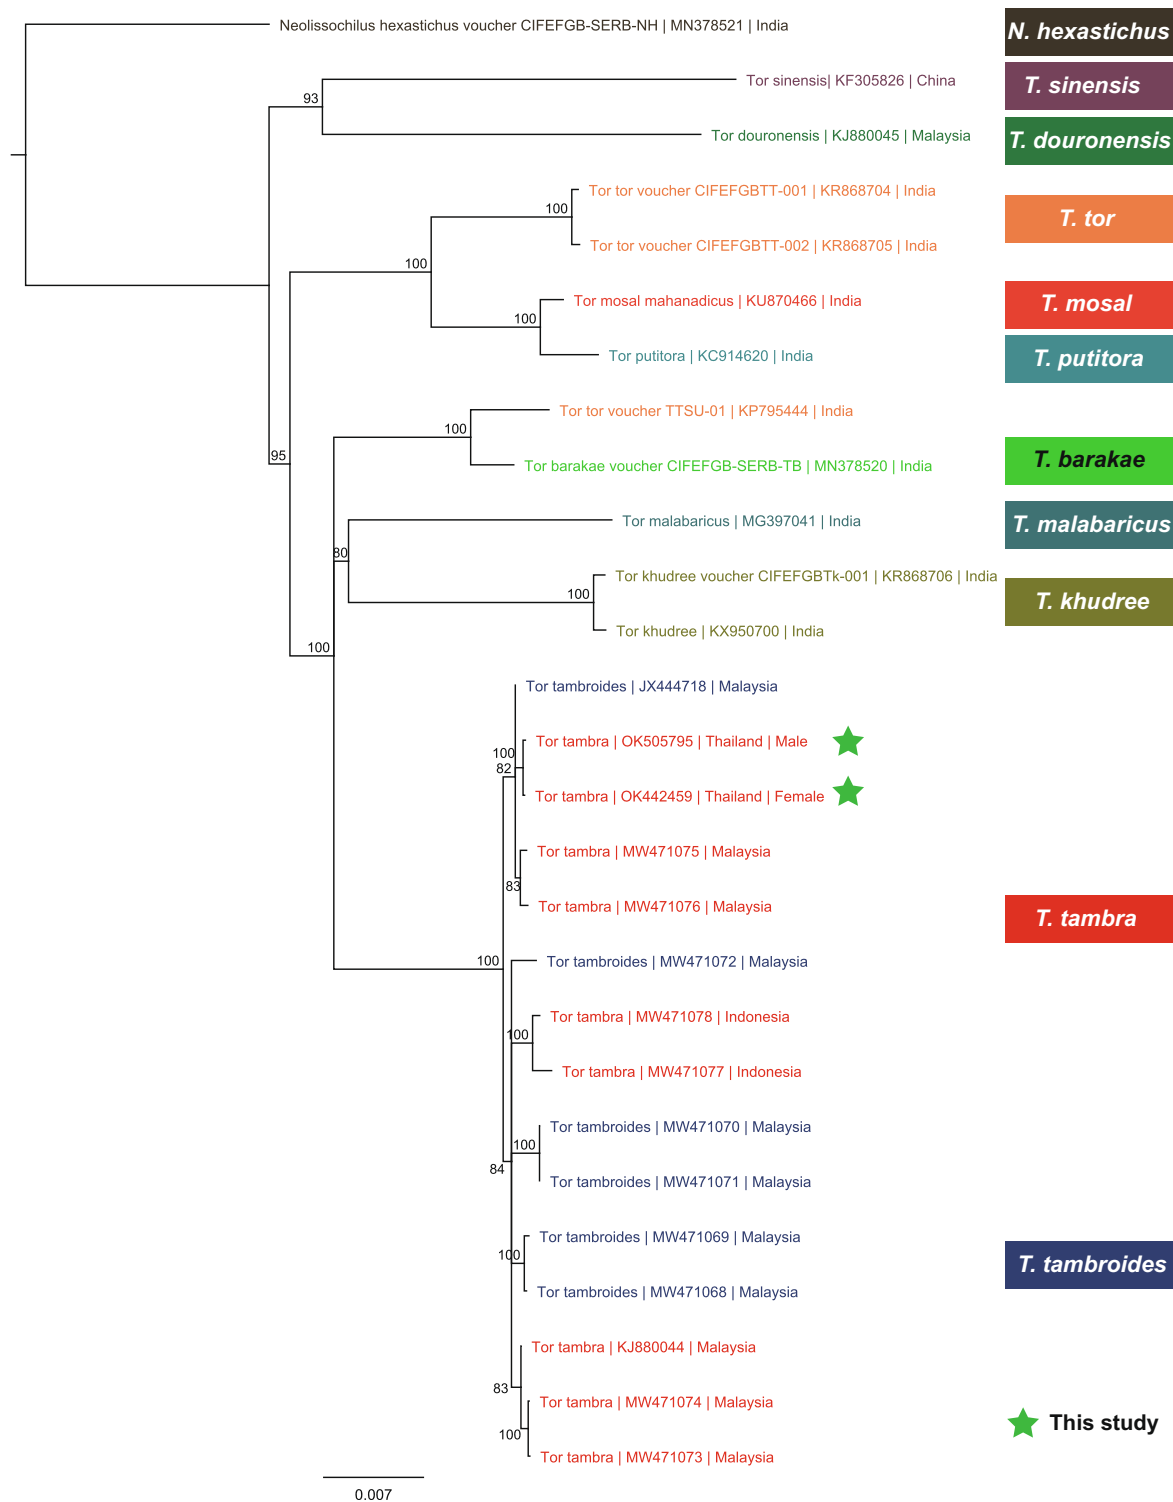 Neolissochilus hexastichus voucher CIFEFGB-SERB-NH | MN378521 | India
N. hexastichus
Tor sinensis| KF305826 | China
T. sinensis
93
Tor douronensis | KJ880045 | Malaysia
T. douronensis
Tor tor voucher CIFEFGBTT-001 | KR868704 | India
100
T. tor
Tor tor voucher CIFEFGBTT-002 | KR868705 | India
100
Tor mosal mahanadicus | KU870466 | India
T. mosal
100
Tor putitora | KC914620 | India
T. putitora
Tor tor voucher TTSU-01 | KP795444 | India
100
95
Tor barakae voucher CIFEFGB-SERB-TB | MN378520 | India
T. barakae
Tor malabaricus | MG397041 | India
T. malabaricus
80
Tor khudree voucher CIFEFGBTk-001 | KR868706 | India
100
T. khudree
Tor khudree | KX950700 | India
100
Tor tambroides | JX444718 | Malaysia
Tor tambra | OK505795 | Thailand | Male
100
82
Tor tambra | OK442459 | Thailand | Female
Tor tambra | MW471075 | Malaysia
83
Tor tambra | MW471076 | Malaysia
T. tambra
100
Tor tambroides | MW471072 | Malaysia
Tor tambra | MW471078 | Indonesia
100
Tor tambra | MW471077 | Indonesia
Tor tambroides | MW471070 | Malaysia
100
84
Tor tambroides | MW471071 | Malaysia
Tor tambroides | MW471069 | Malaysia
100
T. tambroides
Tor tambroides | MW471068 | Malaysia
Tor tambra | KJ880044 | Malaysia
83
Tor tambra | MW471074 | Malaysia
This study
100
Tor tambra | MW471073 | Malaysia
0.007